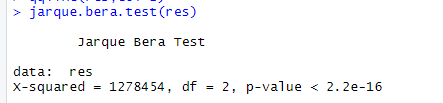 > jarque.bera.test(res)
Jarque Bera Test
data:  res
X-squared = 1278454, df = 2, p-value < 2.2e-16